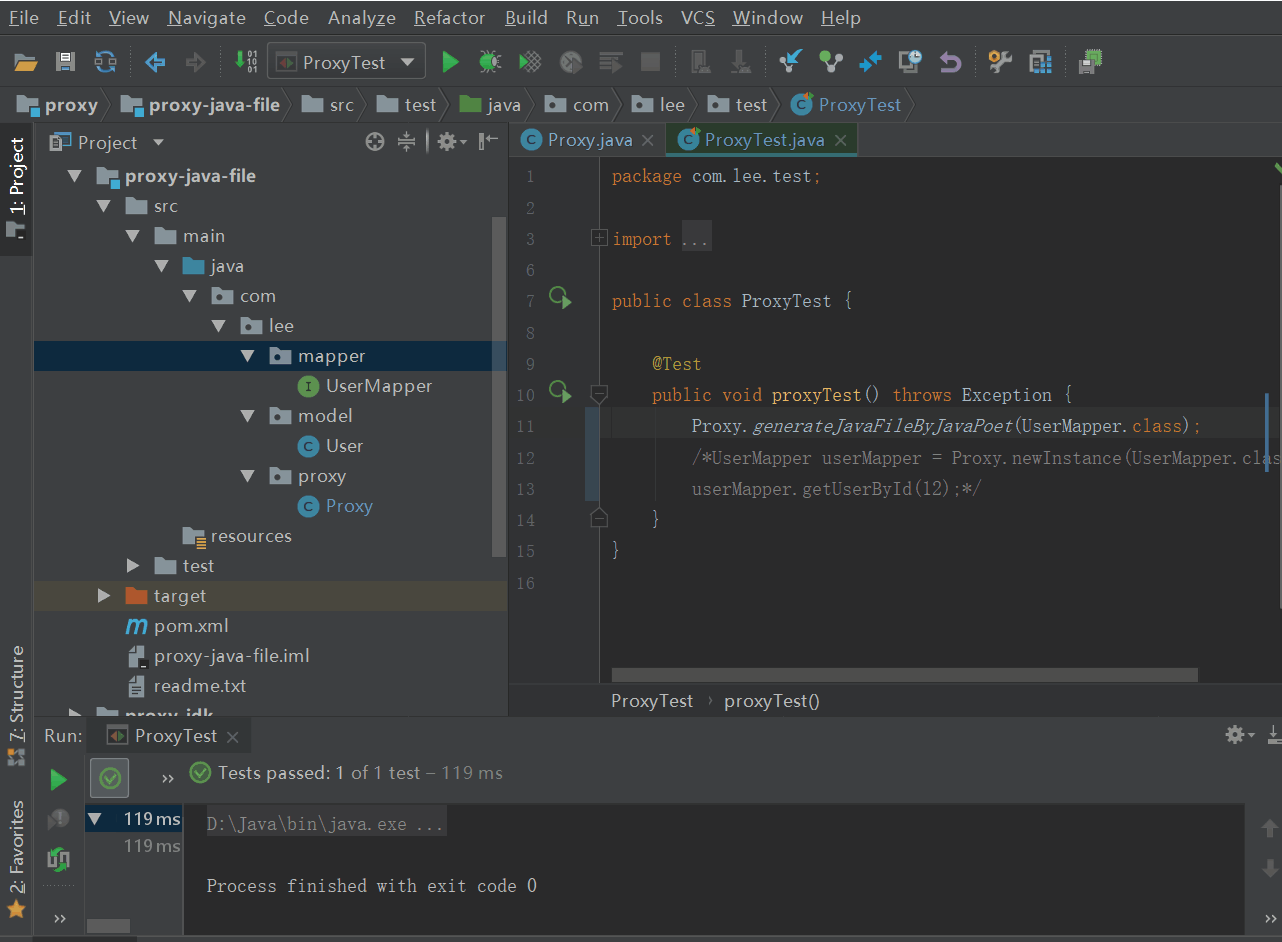 File Edit View Navigate Code Analyze Refactor Build Run Tools VCS Window Help
ProxyTest
proxy proxy-java-file src test java com lee test ProxyTest
1: Project
7: Structure
2: Favorites
Project
proxy-java-file
src
main
java
com
lee
mapper
UserMapper
model
User
proxy
Proxy
resources
test
target
pom.xml
proxy-java-file.iml
readme.txt
proxy-jdk
Proxy.java ProxyTest.java
1 package com.lee.test;
2
3 import ...
6
7 public class ProxyTest {
8
9 @Test
10 public void proxyTest() throws Exception {
11 Proxy.generateJavaFileByJavaPoet(UserMapper.class);
12 /*UserMapper userMapper = Proxy.newInstance(UserMapper.clas
13 userMapper.getUserById(12);*/
14 }
15 }
16
ProxyTest › proxyTest()
Run: ProxyTest
» Tests passed: 1 of 1 test – 119 ms
119 ms
119 ms
D:\Java\bin\java.exe ...
Process finished with exit code 0